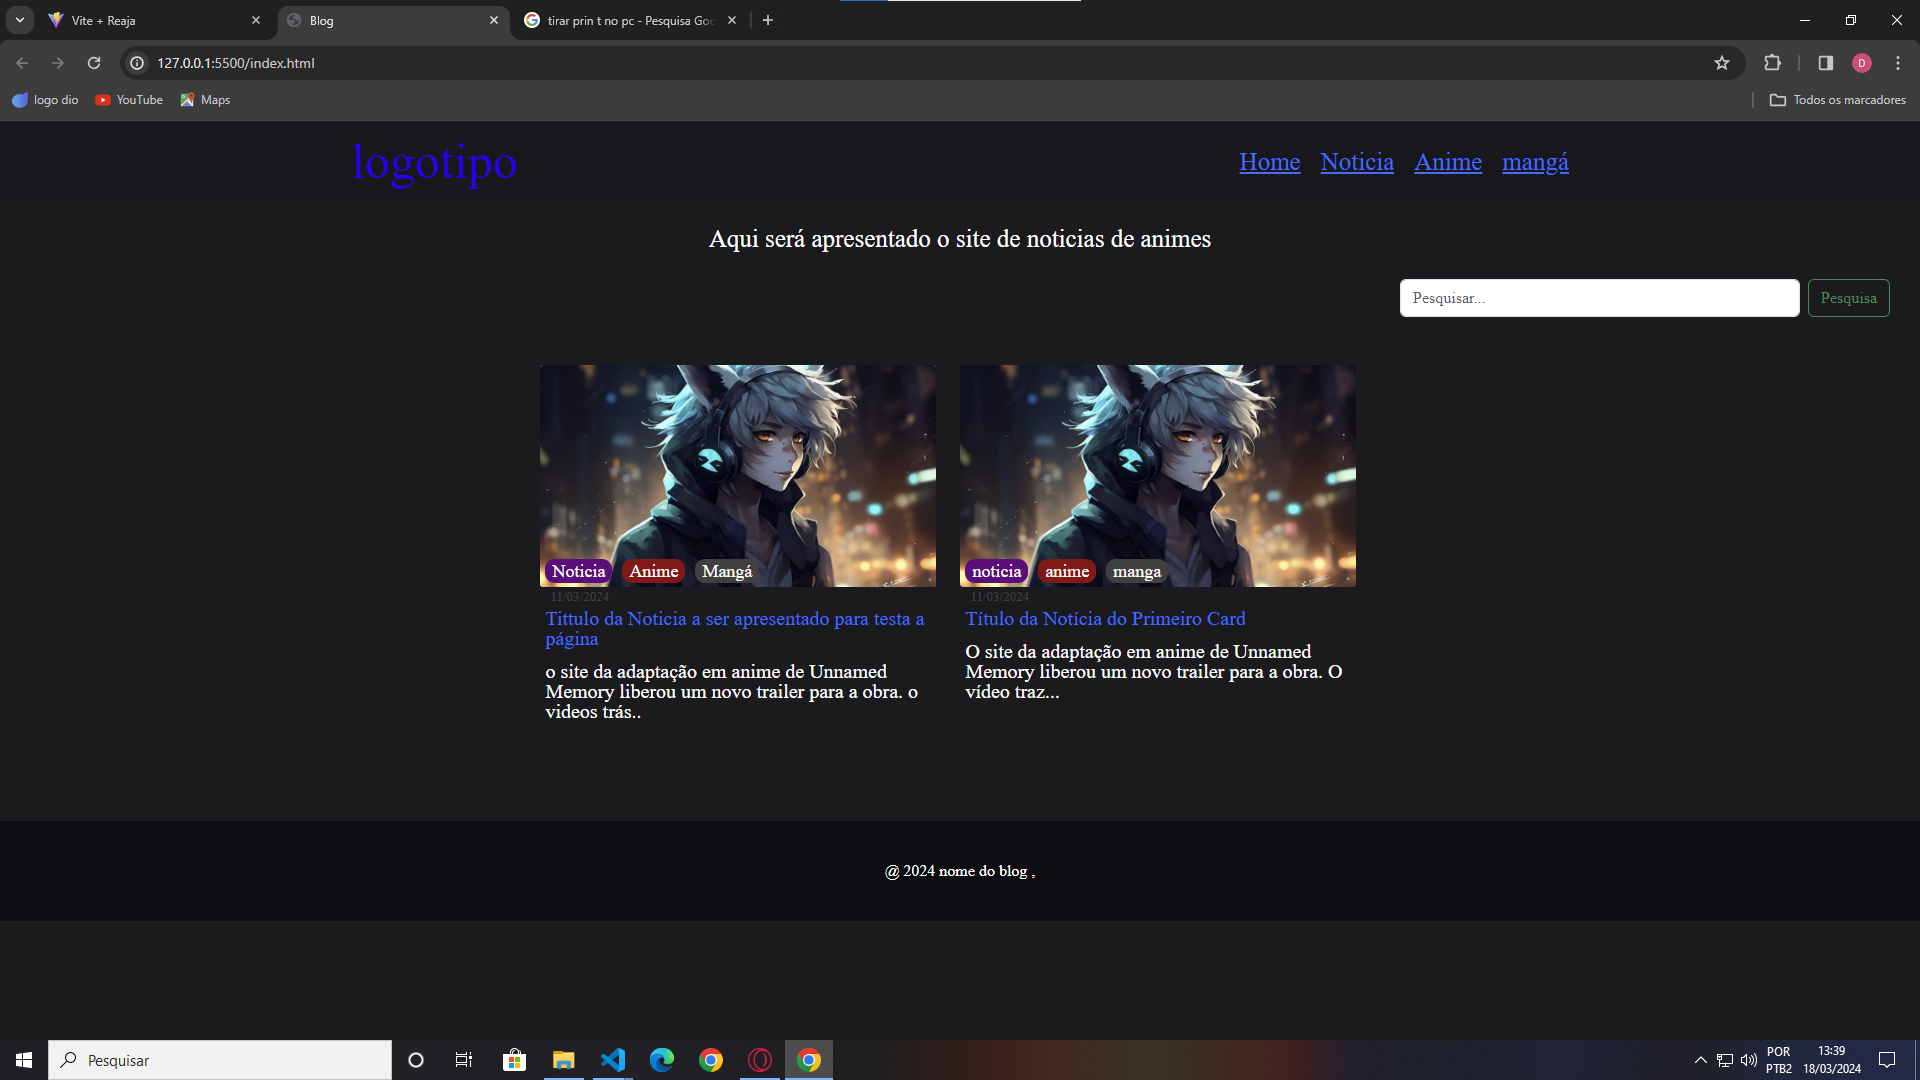 Vite + Reaja
Blog
tirar prin t no pc - Pesquisa Goo
127.0.0.1:5500/index.html
D
logo dio
YouTube
Maps
Todos os marcadores
logotipo
Home Noticia Anime mangá
Aqui será apresentado o site de noticias de animes
Pesquisar...
Pesquisa
Noticia Anime Mangá
11/03/2024
Tittulo da Noticia a ser apresentado para testa a
página
o site da adaptação em anime de Unnamed
Memory liberou um novo trailer para a obra. o
videos trás..
noticia anime manga
11/03/2024
Título da Notícia do Primeiro Card
O site da adaptação em anime de Unnamed
Memory liberou um novo trailer para a obra. O
vídeo traz...
@ 2024 nome do blog ,
Pesquisar
POR
PTB2
13:39
18/03/2024